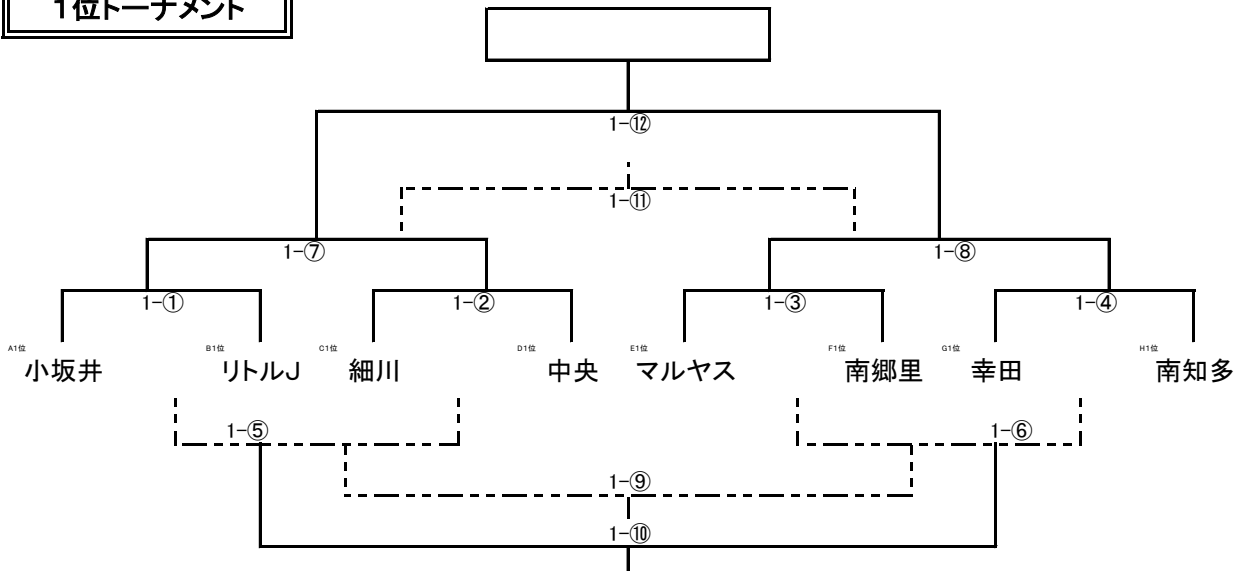 1位トーナメント
1-⑫
1-⑪
1-⑦
1-⑧
1-①
1-②
1-③
1-④
A1位
B1位
C1位
D1位
E1位
F1位
G1位
H1位
小坂井
リトルJ
細川
中央
マルヤス
南郷里
幸田
南知多
1-⑤
1-⑥
1-⑨
1-⑩